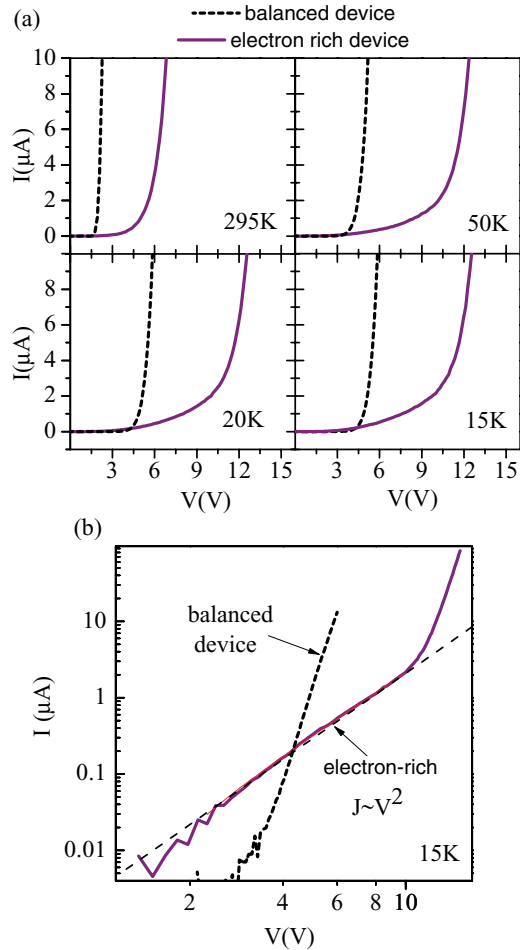 (a)
balanced device
electron rich device
10
8
6
4
2
0
I(μA)
295K
50K
8
6
4
2
0
I(μA)
20K
15K
3 6 9 12 15
3 6 9 12 15
V(V)
V(V)
(b)
10
1
0.1
0.01
I (μA)
balanced
device
electron-rich
J~V²
15K
2 4 6 8 10
V(V)